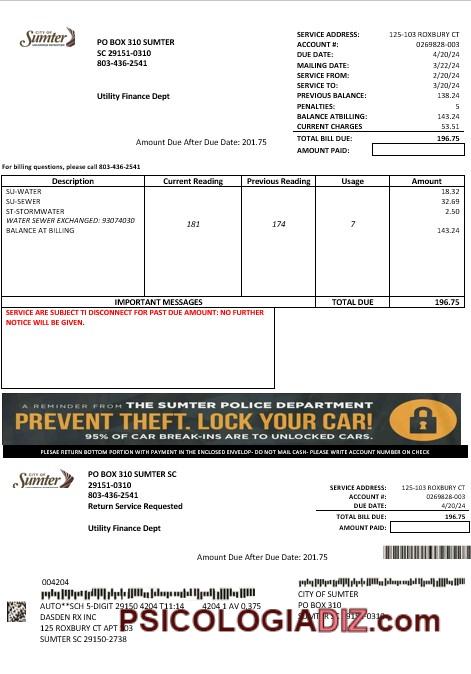 CITY OF
Sumter
PO BOX 310 SUMTER
SC 29151-0310
803-436-2541
Utility Finance Dept
SERVICE ADDRESS: 125-103 ROXBURY CT
ACCOUNT #: 0269828-003
DUE DATE: 4/20/24
MAILING DATE: 3/22/24
SERVICE FROM: 2/20/24
SERVICE TO: 3/20/24
PREVIOUS BALANCE: 138.24
PENALTIES: 5
BALANCE ATBILLING: 143.24
CURRENT CHARGES 53.51
TOTAL BILL DUE: 196.75
AMOUNT PAID:
Amount Due After Due Date: 201.75
For billing questions, please call 803-436-2541
Description Current Reading Previous Reading Usage Amount
SU-WATER 18.32
SU-SEWER 32.69
ST-STORMWATER 2.50
WATER SEWER EXCHANGED: 93074030 181 174 7
BALANCE AT BILLING 143.24
IMPORTANT MESSAGES TOTAL DUE 196.75
SERVICE ARE SUBJECT TI DISCONNECT FOR PAST DUE AMOUNT: NO FURTHER
NOTICE WILL BE GIVEN.
A REMINDER FROM THE SUMTER POLICE DEPARTMENT
PREVENT THEFT. LOCK YOUR CAR!
95% OF CAR BREAK-INS ARE TO UNLOCKED CARS.
PLESAE RETURN BOTTOM PORTION WITH PAYMENT IN THE ENCLOSED ENVELOP- DO NOT MAIL CASH- PLEASE WRITE ACCOUNT NUMBER ON CHECK
CITY OF
Sumter
PO BOX 310 SUMTER SC
29151-0310
803-436-2541
Return Service Requested
Utility Finance Dept
SERVICE ADDRESS: 125-103 ROXBURY CT
ACCOUNT #: 0269828-003
DUE DATE: 4/20/24
TOTAL BILL DUE: 196.75
AMOUNT PAID:
Amount Due After Due Date: 201.75
004204
AUTO**SCH 5-DIGIT 29150 4204 T11:14 4204 1 AV 0.375
DASDEN RX INC
125 ROXBURY CT APT 103
SUMTER SC 29150-2738
CITY OF SUMTER
PO BOX 310
SUMTER SC 29151-0310
PSICOLOGIADIZ.com